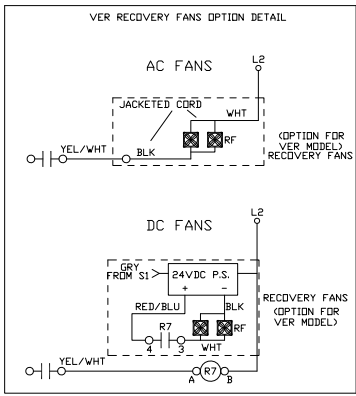 VER RECOVERY FANS OPTION DETAIL
AC FANS
L2
JACKETED CORD
WHT
RF
(OPTION FOR
VER MODEL)
RECOVERY FANS
YEL/WHT
BLK
DC FANS
L2
GRY
FROM S1
24VDC P.S.
+ −
RED/BLU
BLK
RECOVERY FANS
(OPTION FOR
VER MODEL)
R7
RF
4 3
WHT
YEL/WHT
A R7 B